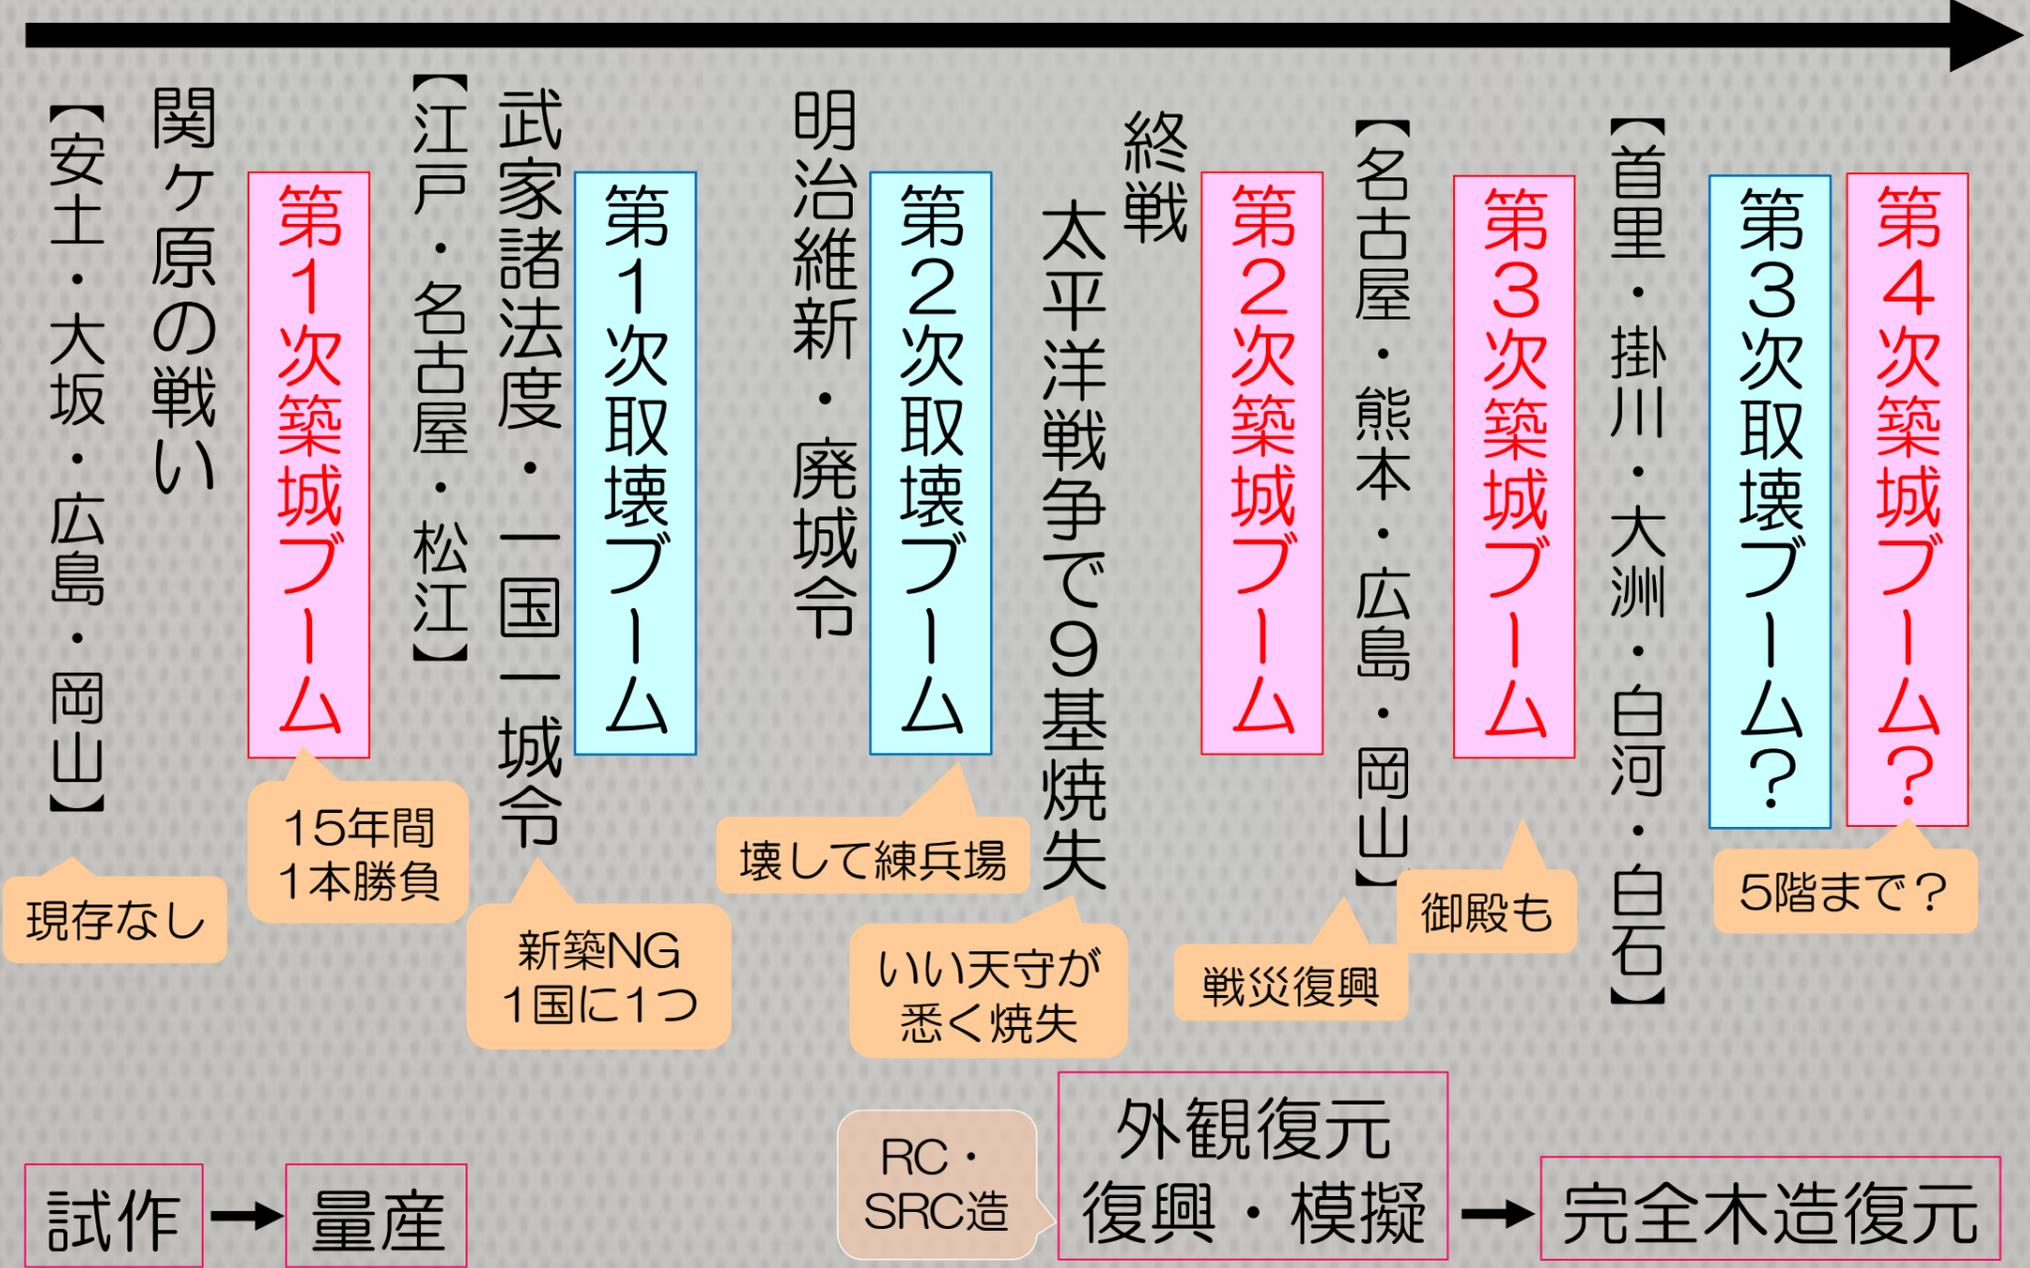 【安土・大坂・広島・岡山】
関ヶ原の戦い
第１次築城ブーム
【江戸・名古屋・松江】
武家諸法度・一国一城令
第１次取壊ブーム
明治維新・廃城令
第２次取壊ブーム
太平洋戦争で９基焼失
終戦
第２次築城ブーム
【名古屋・熊本・広島・岡山】
第３次築城ブーム
【首里・掛川・大洲・白河・白石】
第３次取壊ブーム？
第４次築城ブーム？
現存なし
15年間
１本勝負
新築NG
１国に１つ
壊して練兵場
いい天守が
悉く焼失
戦災復興
御殿も
５階まで？
試作
量産
RC・
SRC造
外観復元
復興・模擬
完全木造復元